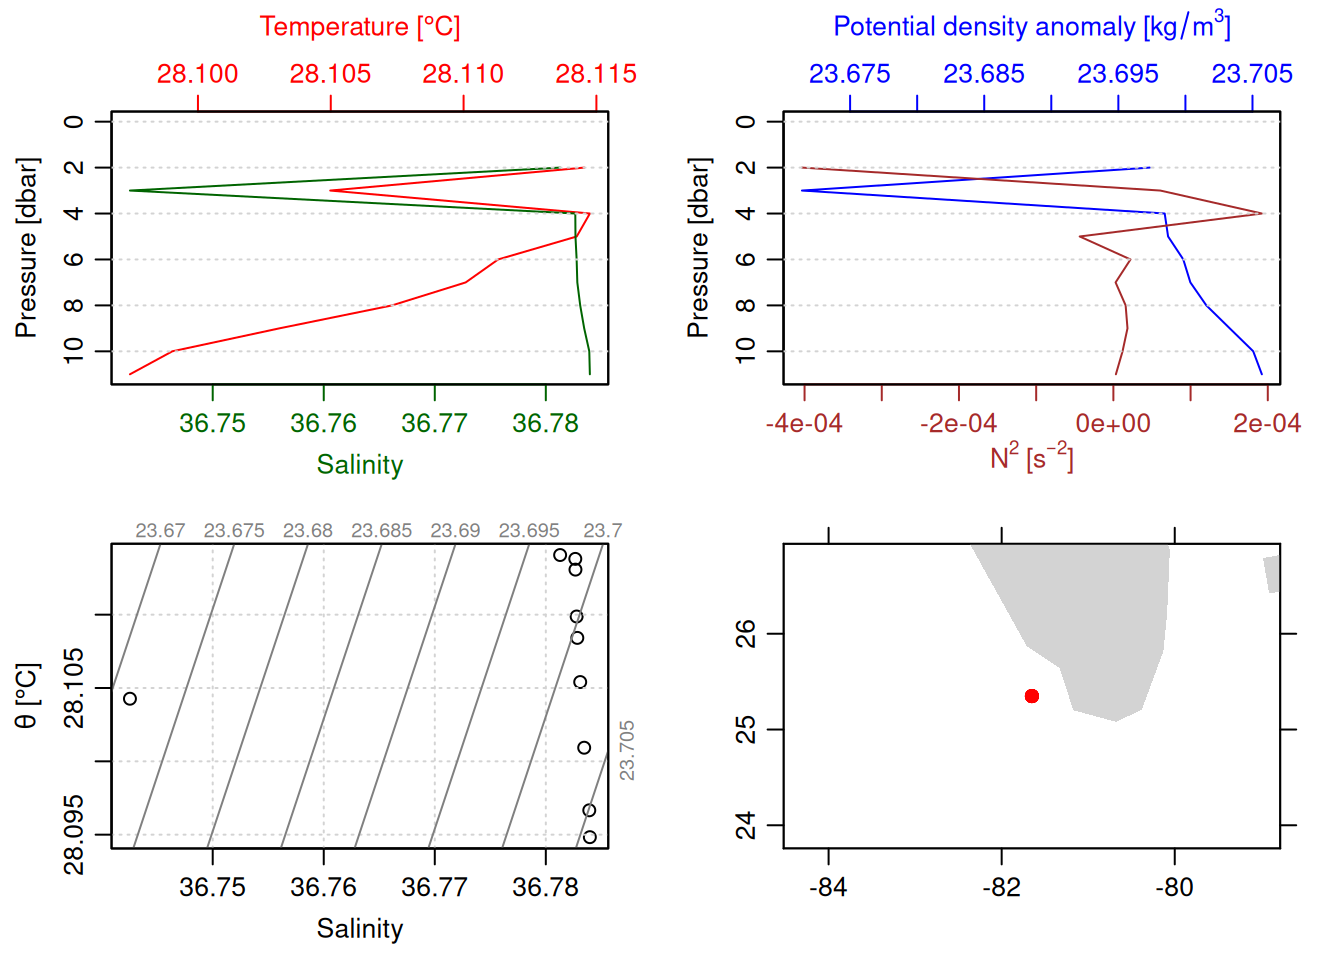 Temperature [°C]
28.100 28.105 28.110 28.115
Pressure [dbar]
0
2
4
6
8
10
36.75 36.76 36.77 36.78
Salinity
Potential density anomaly [kg/m³]
23.675 23.685 23.695 23.705
Pressure [dbar]
0
2
4
6
8
10
-4e-04 -2e-04 0e+00 2e-04
N² [s⁻²]
23.67 23.675 23.68 23.685 23.69 23.695 23.7
23.705
θ [°C]
28.105
28.095
36.75 36.76 36.77 36.78
Salinity
26
25
24
-84 -82 -80